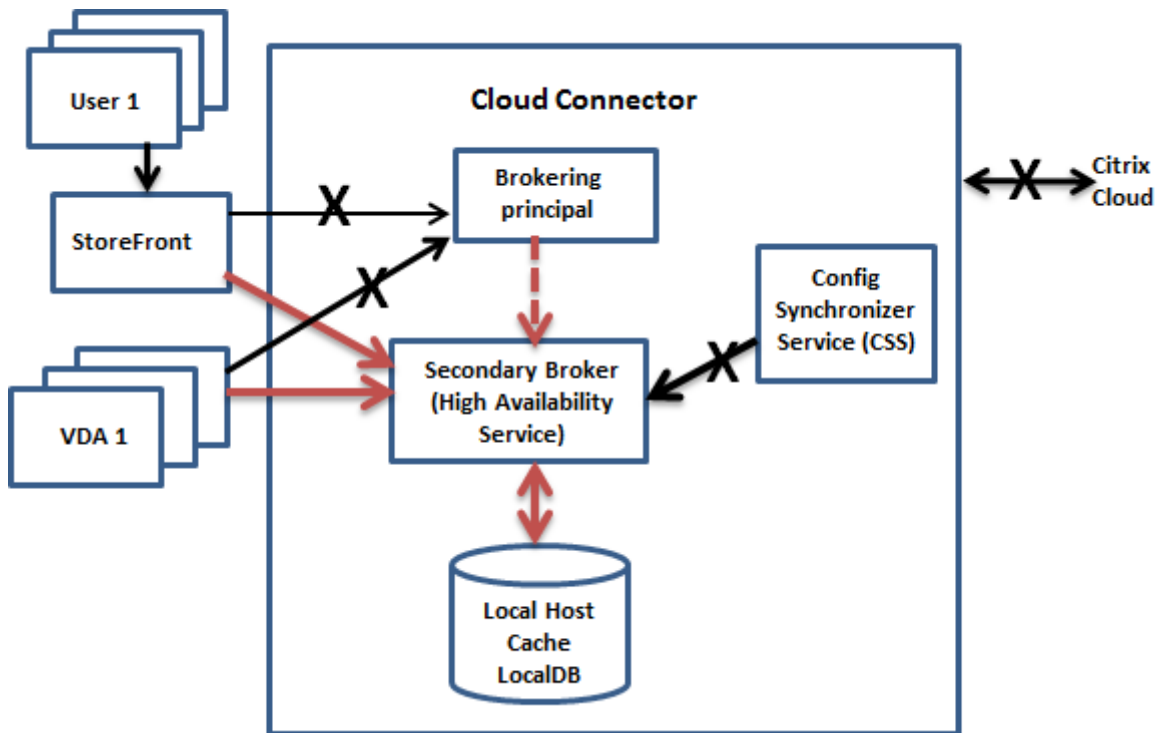 User 1
Cloud Connector
Brokering
principal
X
X
Citrix
Cloud
StoreFront
X
Config
Synchronizer
Service (CSS)
X
Secondary Broker
(High Availability
Service)
VDA 1
Local Host
Cache
LocalDB